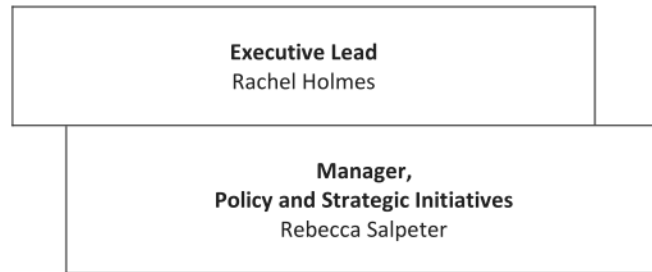 Executive Lead
Rachel Holmes
Manager,
Policy and Strategic Initiatives
Rebecca Salpeter